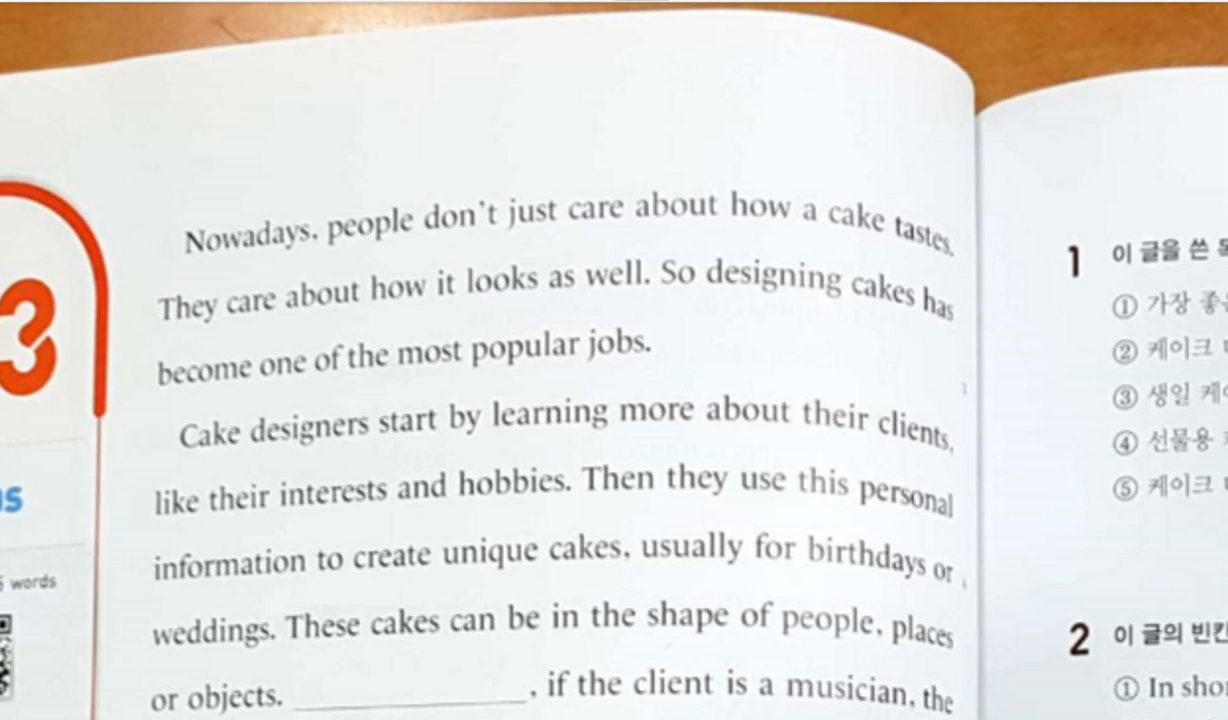 3
words
Nowadays, people don't just care about how a cake tastes.
They care about how it looks as well. So designing cakes has
become one of the most popular jobs.
Cake designers start by learning more about their clients,
like their interests and hobbies. Then they use this personal
information to create unique cakes, usually for birthdays or
weddings. These cakes can be in the shape of people, places
or objects. ____________, if the client is a musician, the
1 이 글을 쓴
① 가장
② 케이크
③ 생일
④ 선물용
⑤ 케이크
2 이 글의
① In